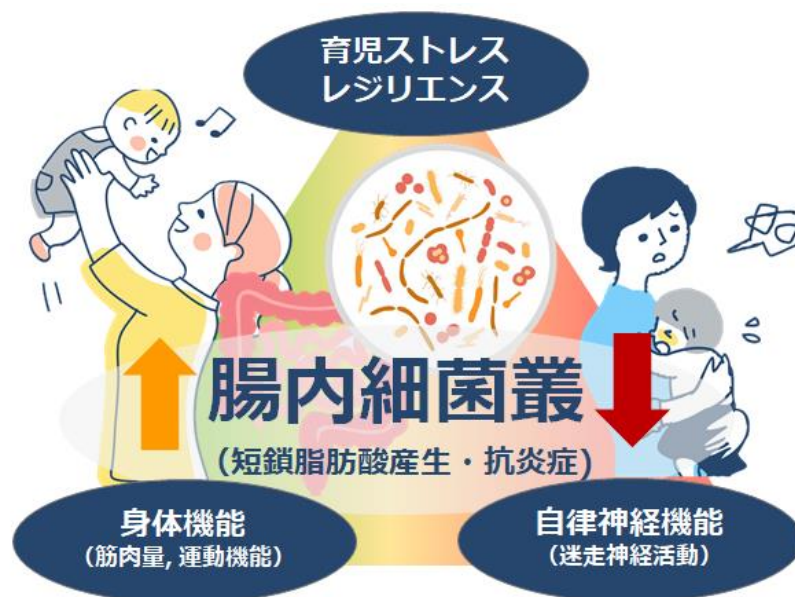 育児ストレス
レジリエンス
腸内細菌叢
(短鎖脂肪酸産生・抗炎症)
身体機能
(筋肉量, 運動機能)
自律神経機能
(迷走神経活動)